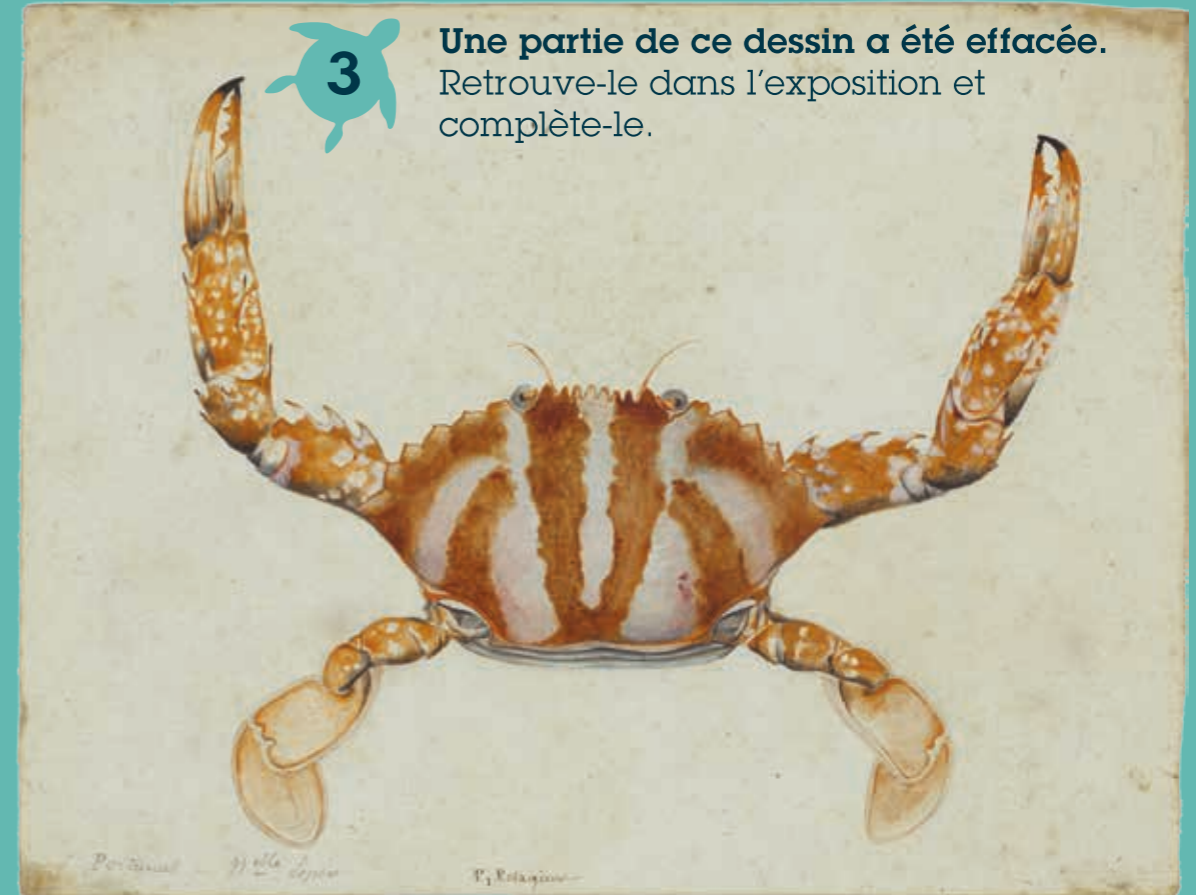 3
Une partie de ce dessin a été effacée.
Retrouve-le dans l'exposition et
complète-le.